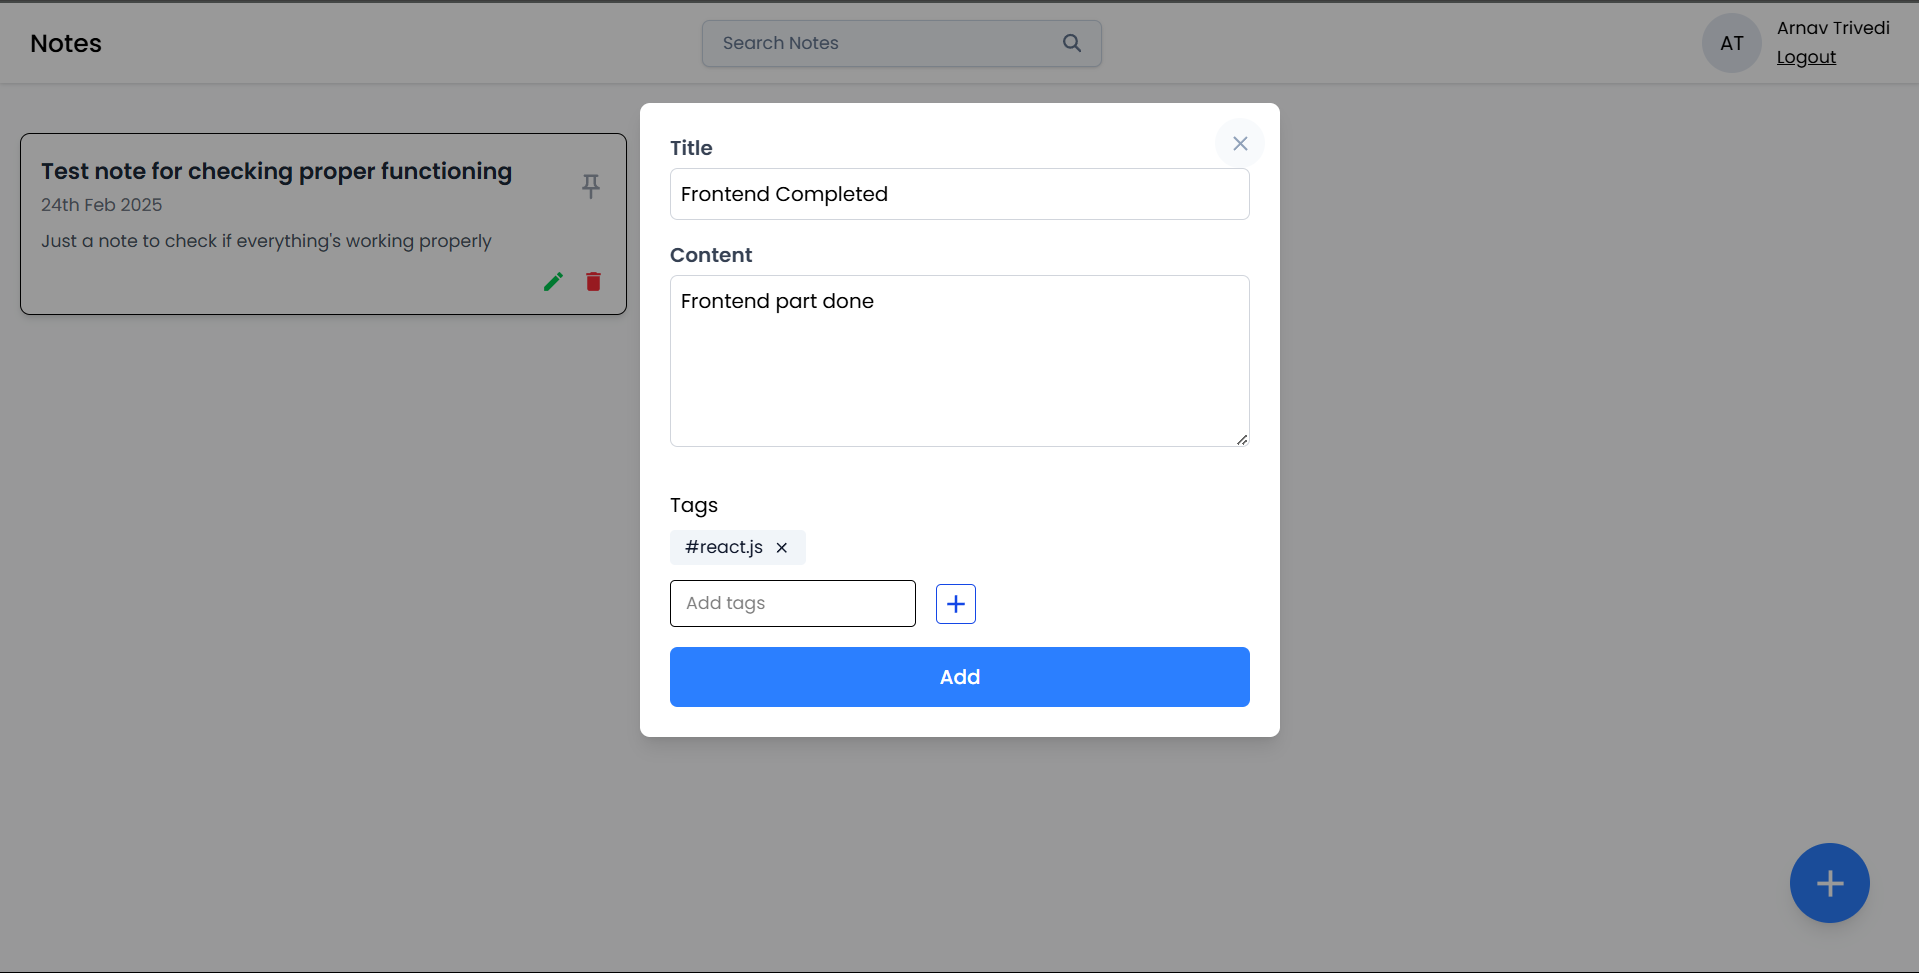 Notes
Search Notes
AT
Arnav Trivedi
Logout
Test note for checking proper functioning
24th Feb 2025
Just a note to check if everything's working properly
Title
Frontend Completed
Content
Frontend part done
Tags
#react.js
Add tags
Add